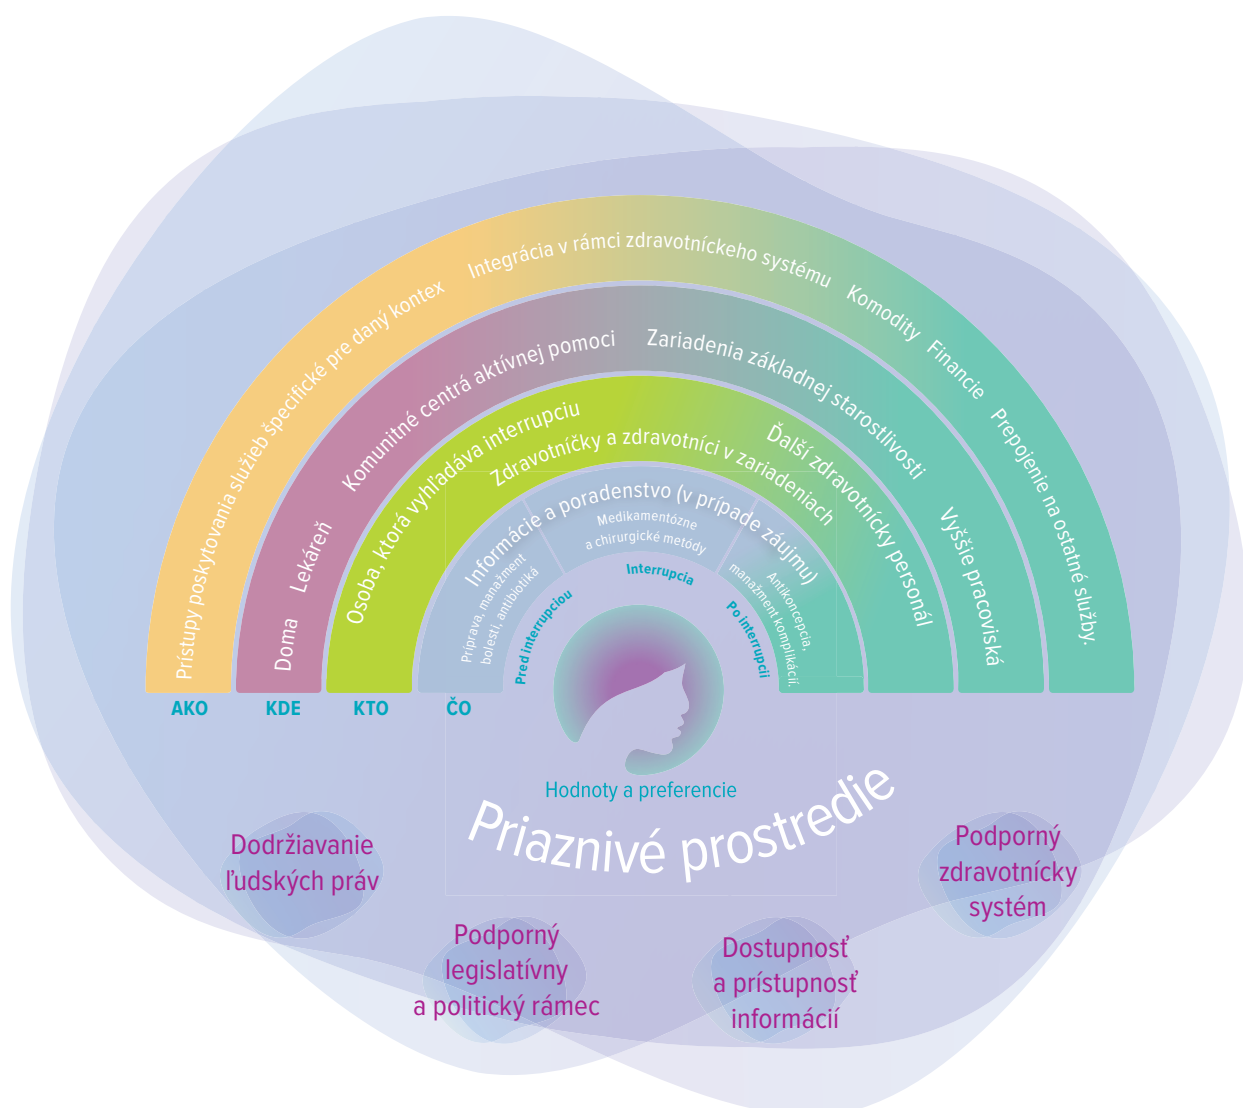 Prístupy poskytovania služieb špecifické pre daný kontex
Integrácia v rámci zdravotníckeho systému
Komodity
Financie
Prepojenie na ostatné služby.
Doma
Lekáreň
Komunitné centrá aktívnej pomoci
Zariadenia základnej starostlivosti
Vyššie pracoviská
Osoba, ktorá vyhľadáva interrupciu
Zdravotníčky a zdravotníci v zariadeniach
Ďalší zdravotnícky personál
Informácie a poradenstvo (v prípade záujmu)
Príprava, manažment
bolesti, antibiotiká
Medikamentózne
a chirurgické metódy
Antikoncepcia,
manažment komplikácií.
Pred interrupciou
Interrupcia
Po interrupcii
AKO
KDE
KTO
ČO
Hodnoty a preferencie
Priaznivé prostredie
Dodržiavanie
ľudských práv
Podporný
legislatívny
a politický rámec
Dostupnosť
a prístupnosť
informácií
Podporný
zdravotnícky
systém